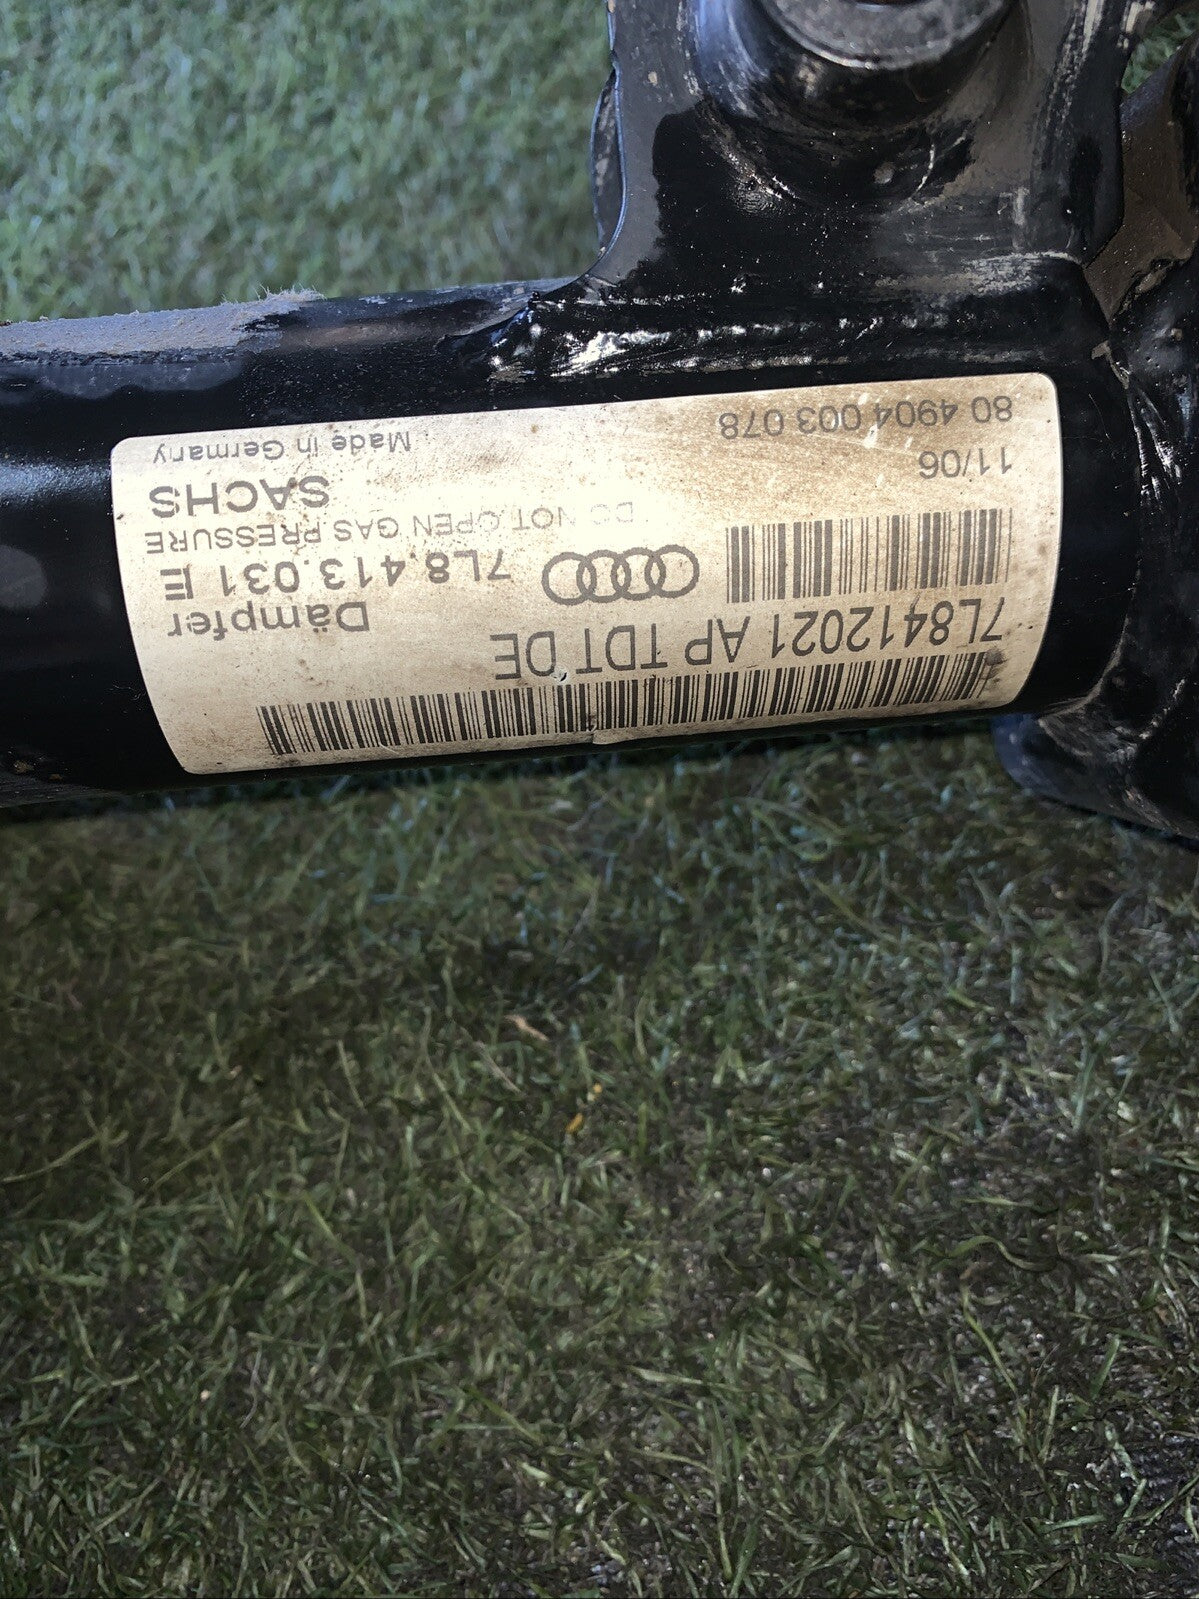 7L8412021 AP TDT DE
Dämpfer
7L8.413.031 E
DO NOT OPEN GAS PRESSURE
SACHS
11/06
80 4904 003 078
Made in Germany